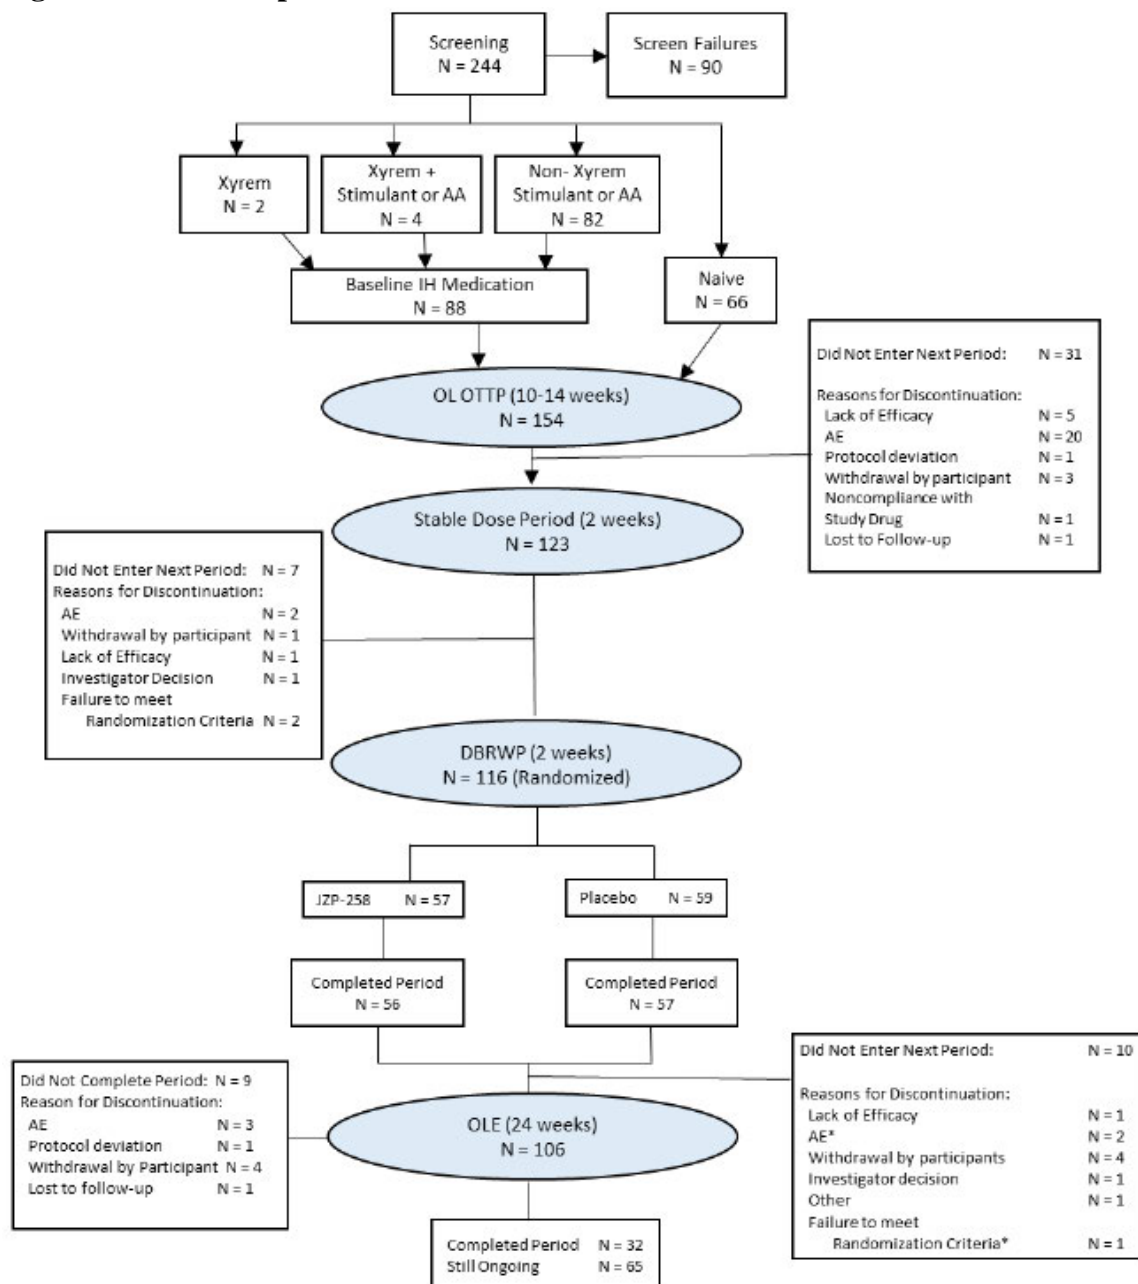 Screening
N = 244
Screen Failures
N = 90
Xyrem
N = 2
Xyrem +
Stimulant or AA
N = 4
Non- Xyrem
Stimulant or AA
N = 82
Baseline IH Medication
N = 88
Naive
N = 66
OL OTTP (10-14 weeks)
N = 154
Did Not Enter Next Period: N = 31
Reasons for Discontinuation:
Lack of Efficacy N = 5
AE N = 20
Protocol deviation N = 1
Withdrawal by participant N = 3
Noncompliance with
Study Drug N = 1
Lost to Follow-up N = 1
Stable Dose Period (2 weeks)
N = 123
Did Not Enter Next Period: N = 7
Reasons for Discontinuation:
AE N = 2
Withdrawal by participant N = 1
Lack of Efficacy N = 1
Investigator Decision N = 1
Failure to meet
Randomization Criteria N = 2
DBRWP (2 weeks)
N = 116 (Randomized)
JZP-258 N = 57
Placebo N = 59
Completed Period
N = 56
Completed Period
N = 57
Did Not Enter Next Period: N = 10
Reasons for Discontinuation:
Lack of Efficacy N = 1
AE* N = 2
Withdrawal by participants N = 4
Investigator decision N = 1
Other N = 1
Failure to meet
Randomization Criteria* N = 1
OLE (24 weeks)
N = 106
Did Not Complete Period: N = 9
Reason for Discontinuation:
AE N = 3
Protocol deviation N = 1
Withdrawal by Participant N = 4
Lost to follow-up N = 1
Completed Period N = 32
Still Ongoing N = 65